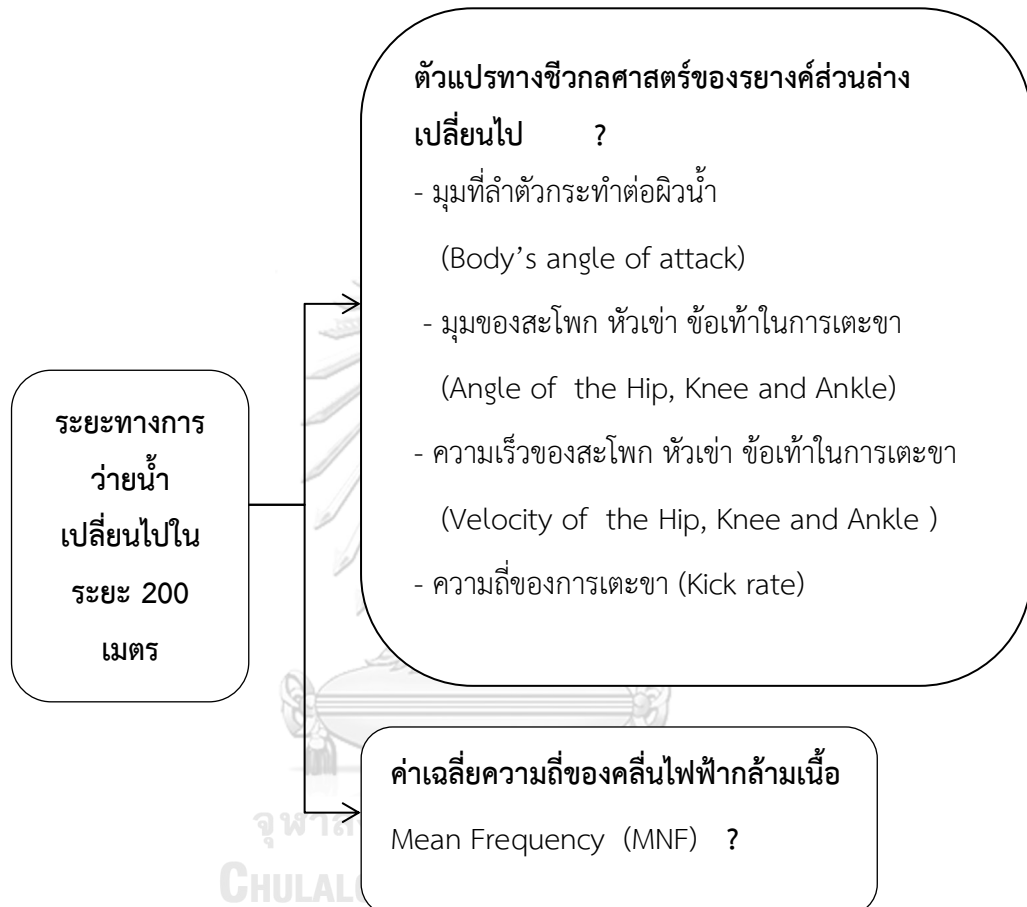 ตัวแปรทางชีวกลศาสตร์ของรยางค์ส่วนล่าง
เปลี่ยนไป ?
- มุมที่ลำตัวกระทำต่อผิวน้ำ
(Body’s angle of attack)
- มุมของสะโพก หัวเข่า ข้อเท้าในการเตะขา
(Angle of the Hip, Knee and Ankle)
- ความเร็วของสะโพก หัวเข่า ข้อเท้าในการเตะขา
(Velocity of the Hip, Knee and Ankle )
- ความถี่ของการเตะขา (Kick rate)
ระยะทางการ
ว่ายน้ำ
เปลี่ยนไปใน
ระยะ 200
เมตร
ค่าเฉลี่ยความถี่ของคลื่นไฟฟ้ากล้ามเนื้อ
Mean Frequency (MNF) ?